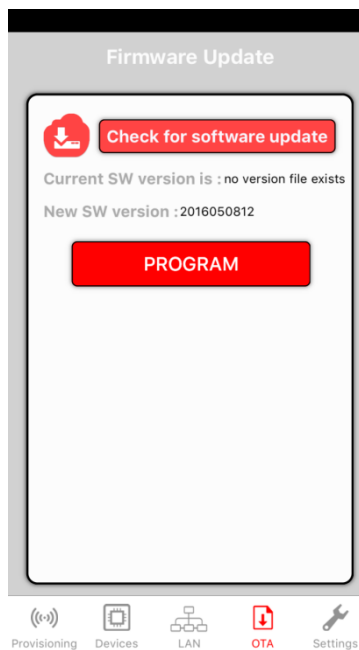 Firmware Update
Check for software update
Current SW version is : no version file exists
New SW version : 2016050812
PROGRAM
Provisioning Devices LAN OTA Settings